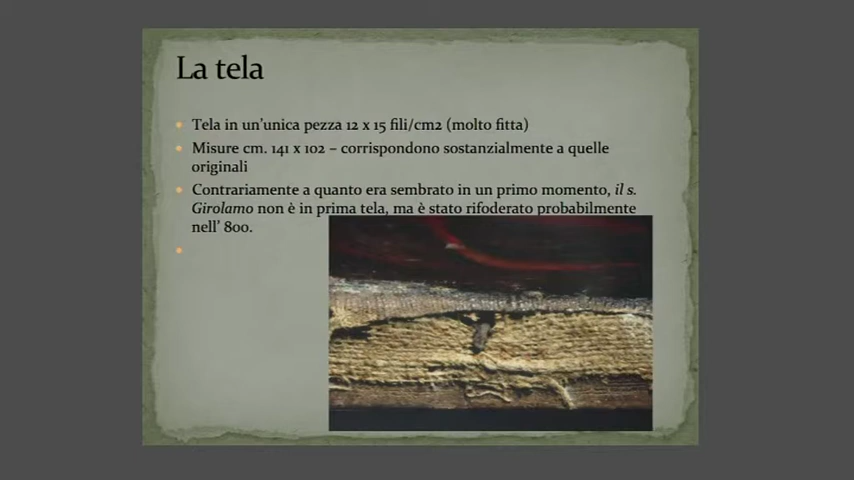 La tela
Tela in un'unica pezza 12 x 15 fili/cm2 (molto fitta)
Misure cm. 141 x 102 – corrispondono sostanzialmente a quelle
originali
Contrariamente a quanto era sembrato in un primo momento, il s.
Girolamo non è in prima tela, ma è stato rifoderato probabilmente
nell' 800.